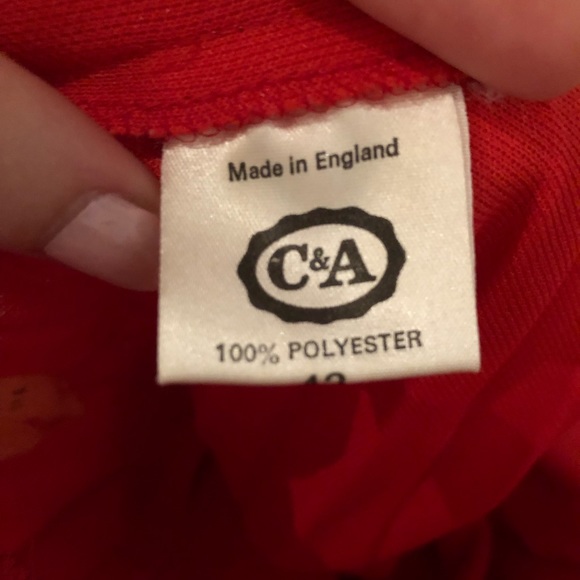 Made in England
C&A
100% POLYESTER